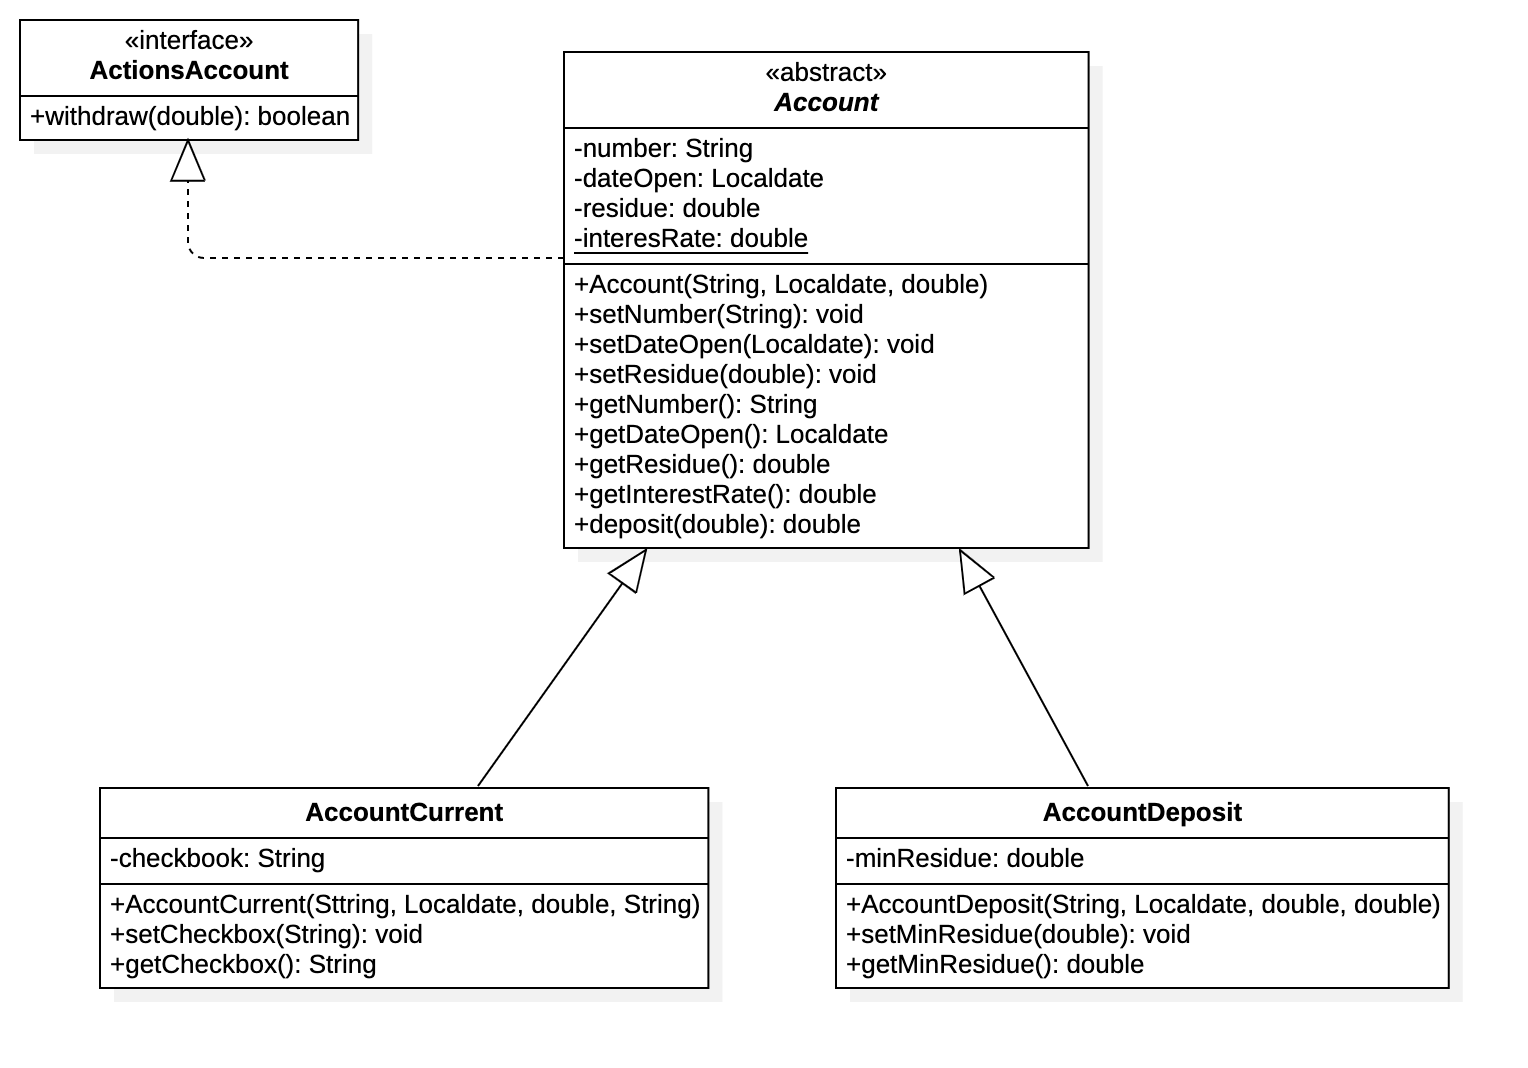 «interface»
ActionsAccount
+withdraw(double): boolean
«abstract»
Account
-number: String
-dateOpen: Localdate
-residue: double
-interesRate: double
+Account(String, Localdate, double)
+setNumber(String): void
+setDateOpen(Localdate): void
+setResidue(double): void
+getNumber(): String
+getDateOpen(): Localdate
+getResidue(): double
+getInterestRate(): double
+deposit(double): double
AccountCurrent
-checkbook: String
+AccountCurrent(Sttring, Localdate, double, String)
+setCheckbox(String): void
+getCheckbox(): String
AccountDeposit
-minResidue: double
+AccountDeposit(String, Localdate, double, double)
+setMinResidue(double): void
+getMinResidue(): double